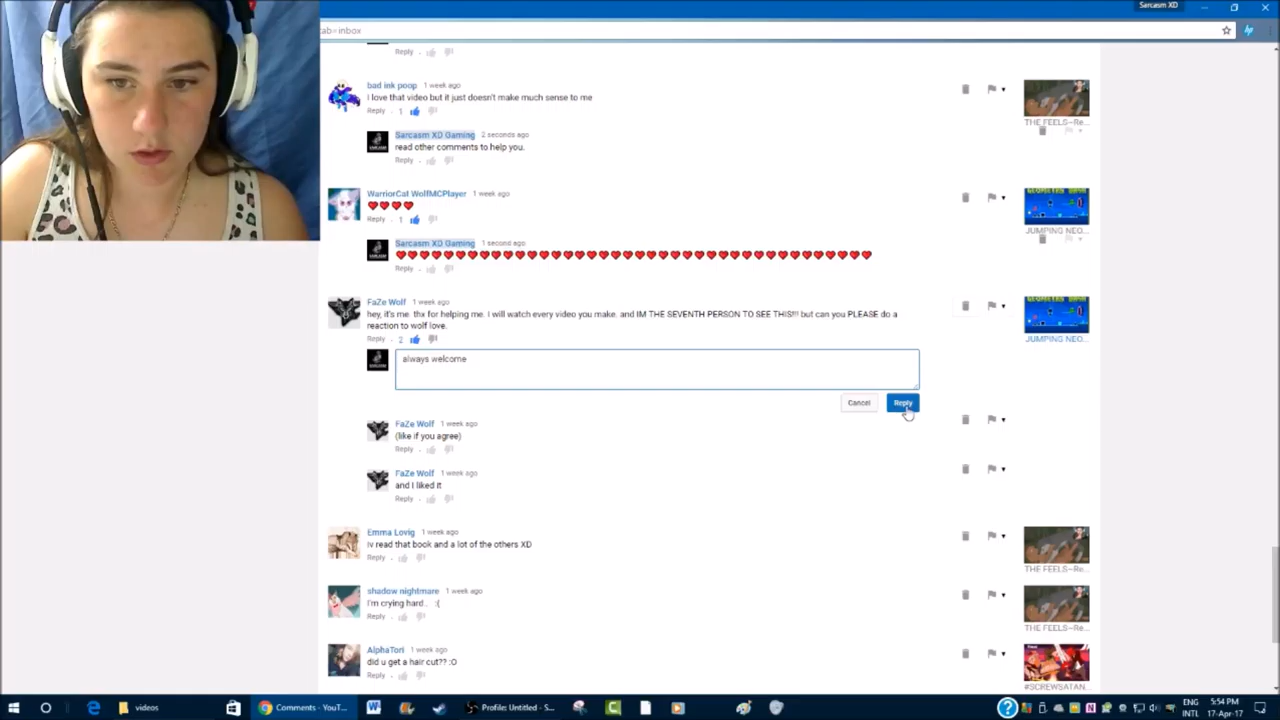 Sarcasm XD
tab=inbox
Reply
bad ink poop 1 week ago
I love that video but it just doesn't make much sense to me
Reply 1
THE FEELS~Re...
Sarcasm XD Gaming 2 seconds ago
read other comments to help you.
Reply
WarriorCat WolfMCPlayer 1 week ago
❤❤❤❤
Reply 1
JUMPING NEO...
Sarcasm XD Gaming 1 second ago
Reply
FaZe Wolf 1 week ago
hey, it's me. thx for helping me. I will watch every video you make. and IM THE SEVENTH PERSON TO SEE THIS!!! but can you PLEASE do a
reaction to wolf love.
Reply 2
JUMPING NEO...
always welcome
Cancel Reply
FaZe Wolf 1 week ago
(like if you agree)
Reply
FaZe Wolf 1 week ago
and I liked it
Reply
Emma Lovig 1 week ago
Iv read that book and a lot of the others XD
Reply
THE FEELS~Re...
shadow nightmare 1 week ago
I'm crying hard.. :(
Reply
THE FEELS~Re...
AlphaTori 1 week ago
did u get a hair cut?? :O
Reply
#SCREWSATAN...
videos
Comments - YouT...
Profile: Untitled - S...
ENG
INTL
5:54 PM
17-Apr-17